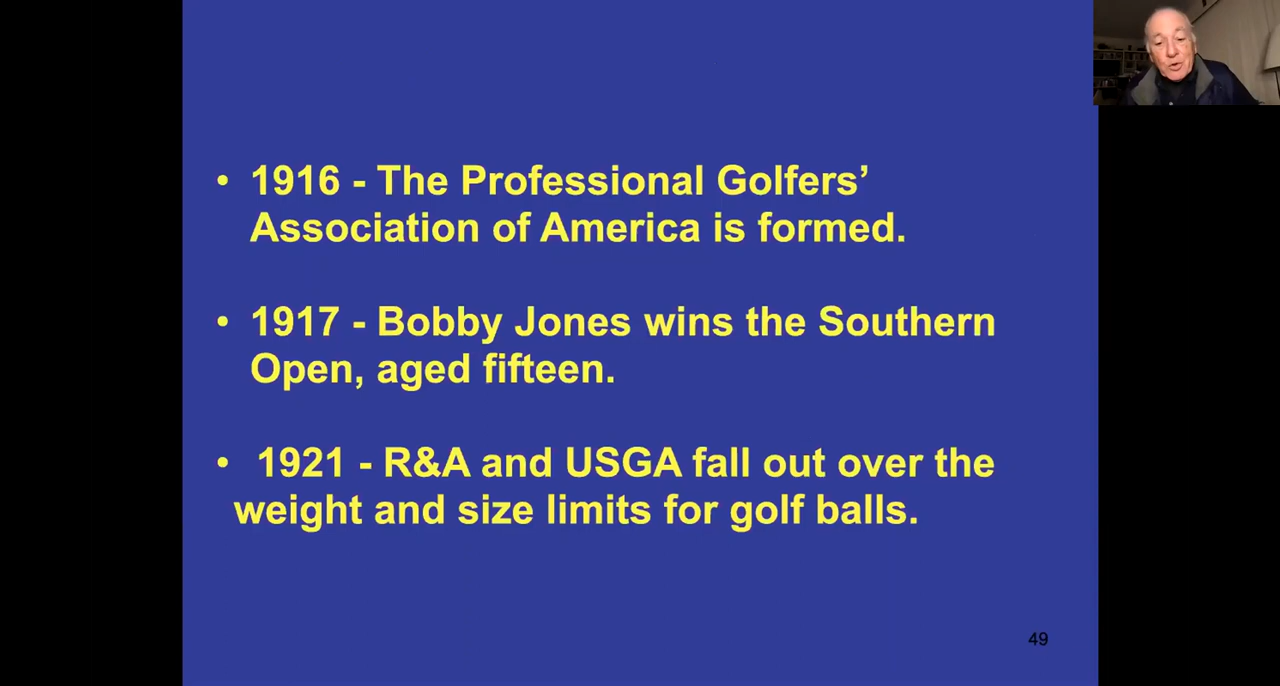 • 1916 - The Professional Golfers’
Association of America is formed.
• 1917 - Bobby Jones wins the Southern
Open, aged fifteen.
• 1921 - R&A and USGA fall out over the
weight and size limits for golf balls.
49